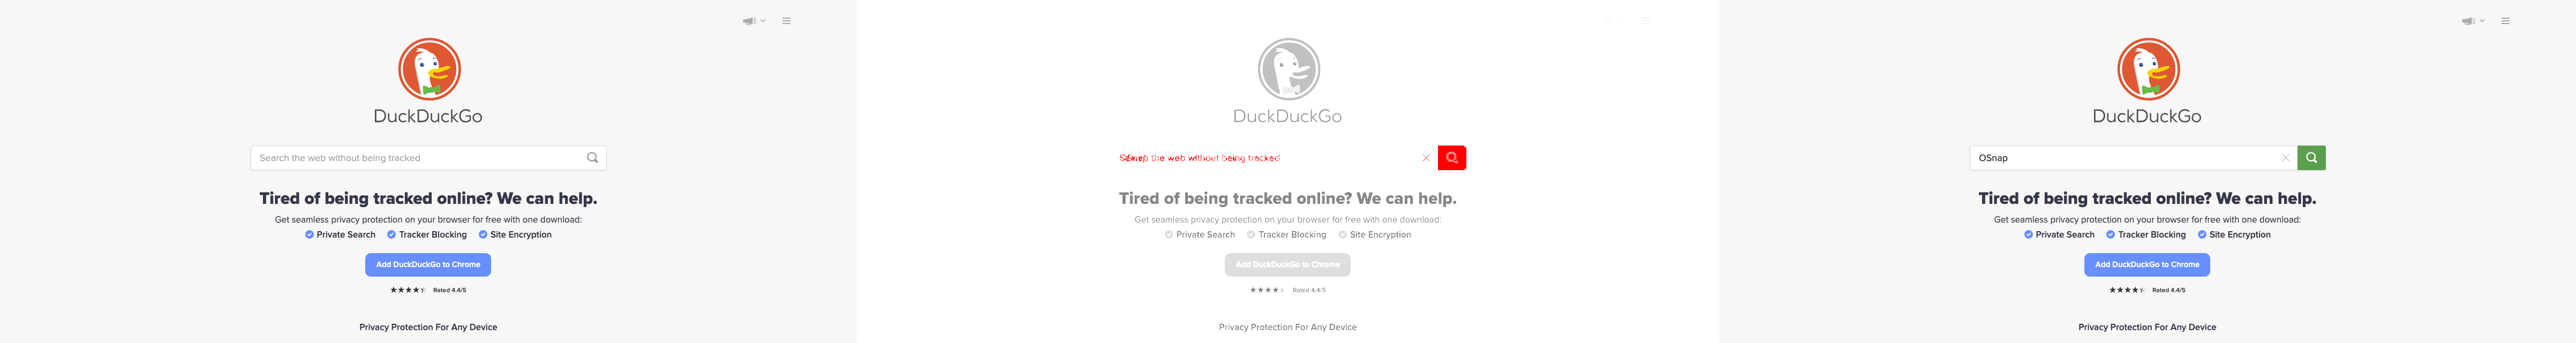 DuckDuckGo
Search the web without being tracked
Tired of being tracked online? We can help.
Get seamless privacy protection on your browser for free with one download:
Private Search Tracker Blocking Site Encryption
Add DuckDuckGo to Chrome
Rated 4.4/5
Privacy Protection For Any Device
DuckDuckGo
the web without being tracked
Tired of being tracked online? We can help.
Get seamless privacy protection on your browser for free with one download:
Private Search Tracker Blocking Site Encryption
Add DuckDuckGo to Chrome
Rated 4.4/5
Privacy Protection For Any Device
DuckDuckGo
OSnap
Tired of being tracked online? We can help.
Get seamless privacy protection on your browser for free with one download:
Private Search Tracker Blocking Site Encryption
Add DuckDuckGo to Chrome
Rated 4.4/5
Privacy Protection For Any Device